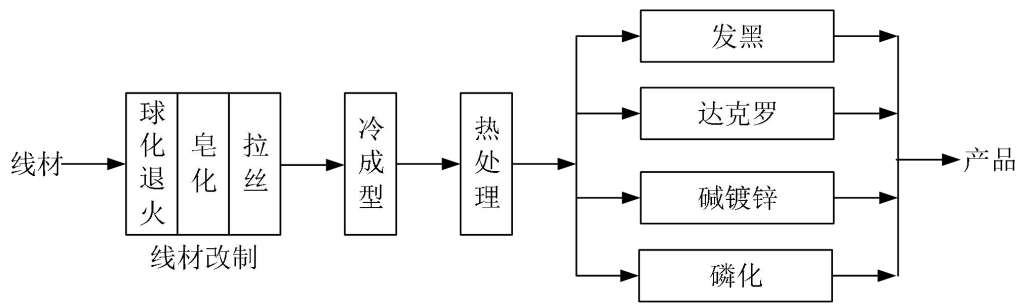 线材
球化退火
皂化
拉丝
线材改制
冷成型
热处理
发黑
达克罗
碱镀锌
磷化
产品